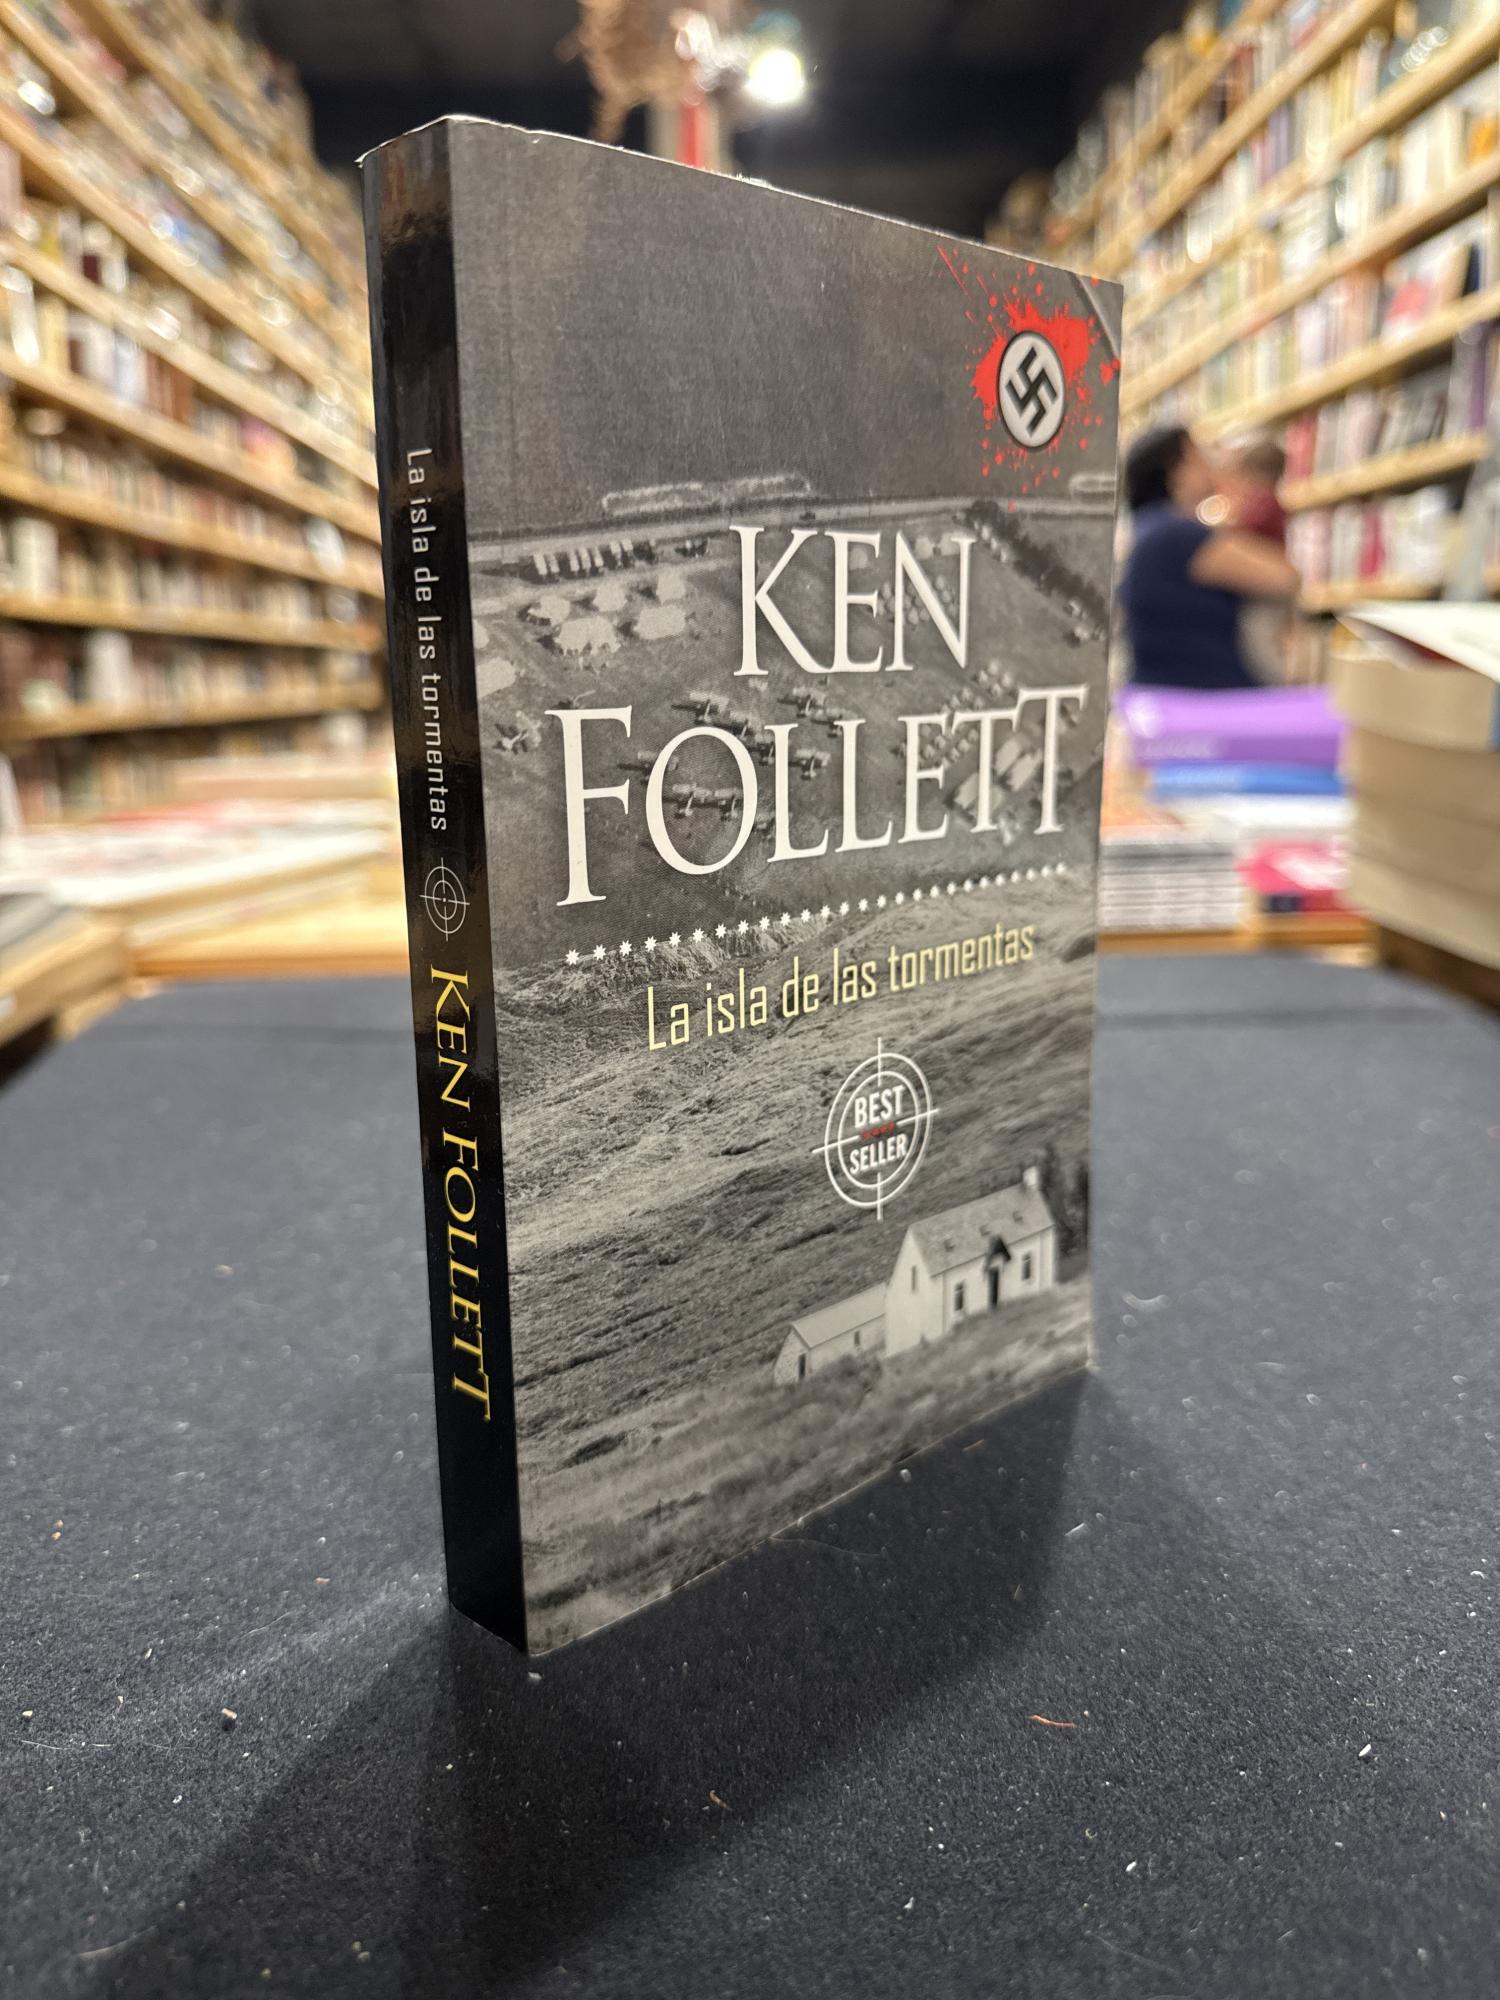 La isla de las tormentas KEN FOLLETT
KEN
FOLLETT
La isla de las tormentas
BEST
SELLER